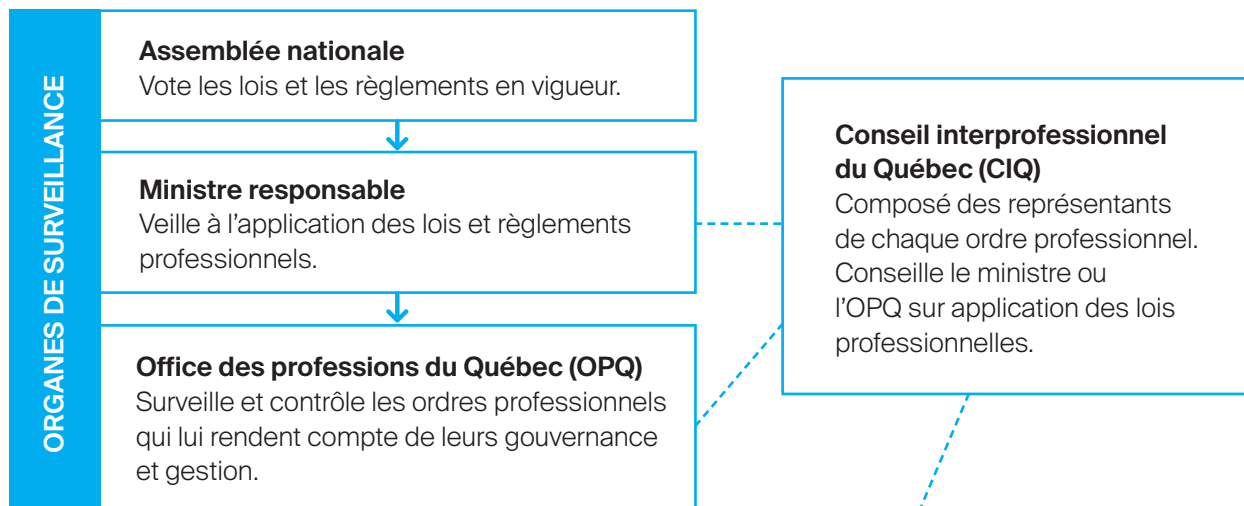 ORGANES DE SURVEILLANCE
Assemblée nationale
Vote les lois et les règlements en vigueur.
Ministre responsable
Veille à l'application des lois et règlements
professionnels.
Office des professions du Québec (OPQ)
Surveille et contrôle les ordres professionnels
qui lui rendent compte de leurs gouvernance
et gestion.
Conseil interprofessionnel
du Québec (CIQ)
Composé des représentants
de chaque ordre professionnel.
Conseille le ministre ou
l'OPQ sur application des lois
professionnelles.